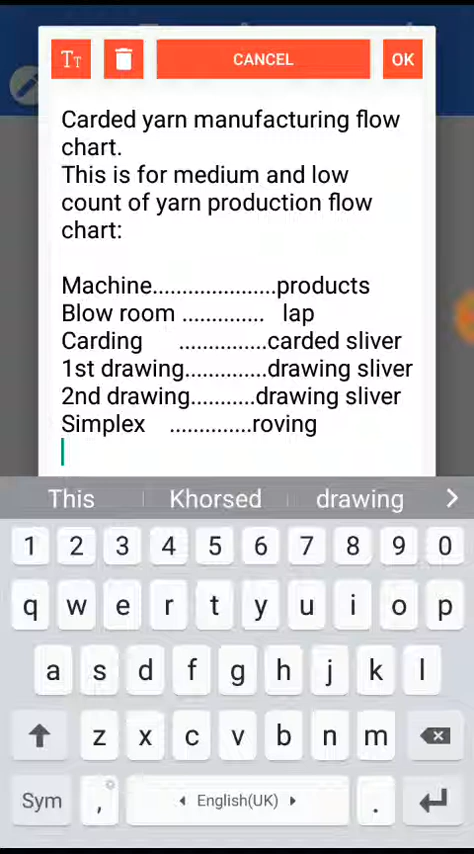 TT
CANCEL
OK
Carded yarn manufacturing flow
chart.
This is for medium and low
count of yarn production flow
chart:
Machine.....................products
Blow room .............. lap
Carding ..............carded sliver
1st drawing.............drawing sliver
2nd drawing...........drawing sliver
Simplex .............roving
This Khorsed drawing
1 2 3 4 5 6 7 8 9 0
q w e r t y u i o p
a s d f g h j k l
z x c v b n m
Sym , English(UK) .